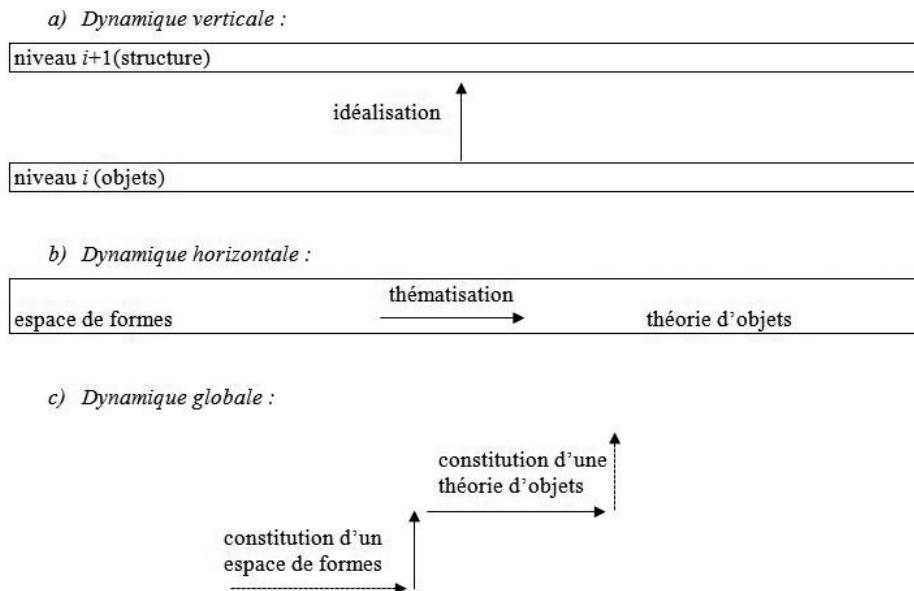 a) Dynamique verticale :
niveau i+1(structure)
idéalisation
niveau i (objets)
b) Dynamique horizontale :
thématisation
espace de formes
théorie d'objets
c) Dynamique globale :
constitution d'une
théorie d'objets
constitution d'un
espace de formes